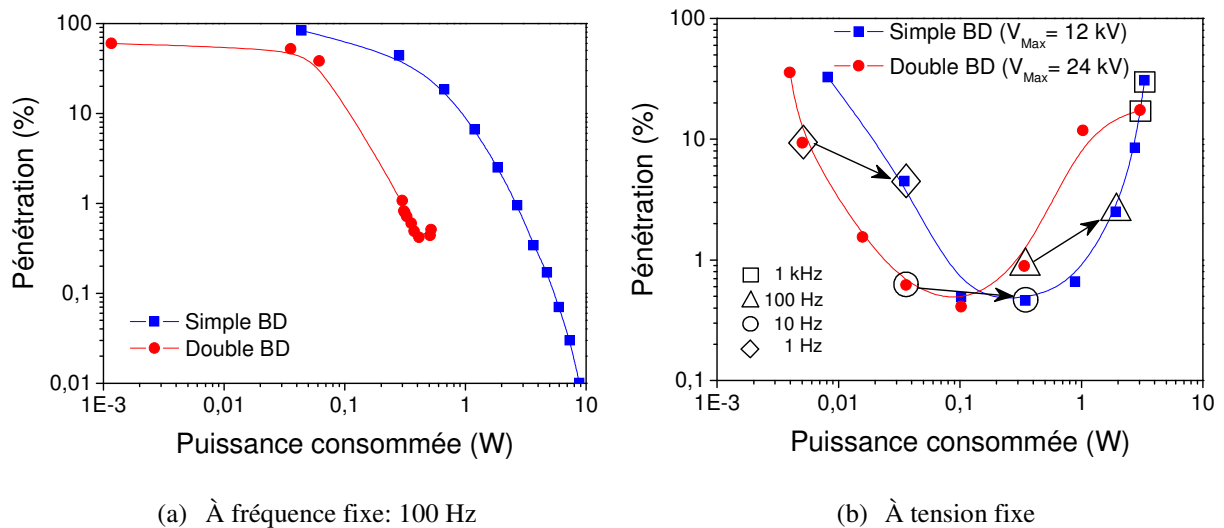 100
10
1
0,1
0,01
1E-3
0,01
0,1
1
10
Pénétration (%)
Puissance consommée (W)
Simple BD
Double BD
100
10
1
0,1
1E-3
0,01
0,1
1
10
Pénétration (%)
Puissance consommée (W)
Simple BD (VMax= 12 kV)
Double BD (VMax= 24 kV)
1 kHz
100 Hz
10 Hz
1 Hz
(a) À fréquence fixe: 100 Hz
(b) À tension fixe